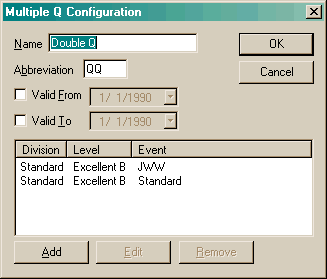 Multiple Q Configuration
Name Double Q OK
Abbreviation QQ Cancel
Valid From 1/ 1/1990
Valid To 1/ 1/1990
Division Level Event
Standard Excellent B JWW
Standard Excellent B Standard
Add Edit Remove